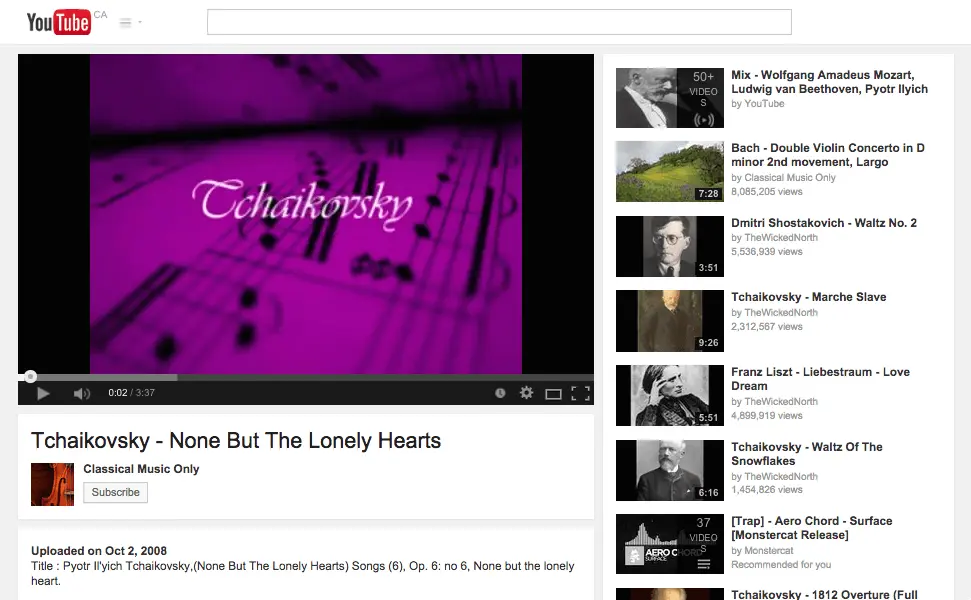 YouTube CA
Tchaikovsky
0:02 / 3:37
Tchaikovsky - None But The Lonely Hearts
Classical Music Only
Subscribe
Uploaded on Oct 2, 2008
Title : Pyotr Il'yich Tchaikovsky,(None But The Lonely Hearts) Songs (6), Op. 6: no 6, None but the lonely
heart.
50+
VIDEO
S
Mix - Wolfgang Amadeus Mozart,
Ludwig van Beethoven, Pyotr Ilyich
by YouTube
7:28
Bach - Double Violin Concerto in D
minor 2nd movement, Largo
by Classical Music Only
8,085,205 views
3:51
Dmitri Shostakovich - Waltz No. 2
by TheWickedNorth
5,536,939 views
9:26
Tchaikovsky - Marche Slave
by TheWickedNorth
2,312,567 views
5:51
Franz Liszt - Liebestraum - Love
Dream
by TheWickedNorth
4,899,919 views
6:16
Tchaikovsky - Waltz Of The
Snowflakes
by TheWickedNorth
1,454,826 views
37
VIDEO
S
AERO CHORD
SURFACE
[Trap] - Aero Chord - Surface
[Monstercat Release]
by Monstercat
Recommended for you
Tchaikovsky - 1812 Overture (Full